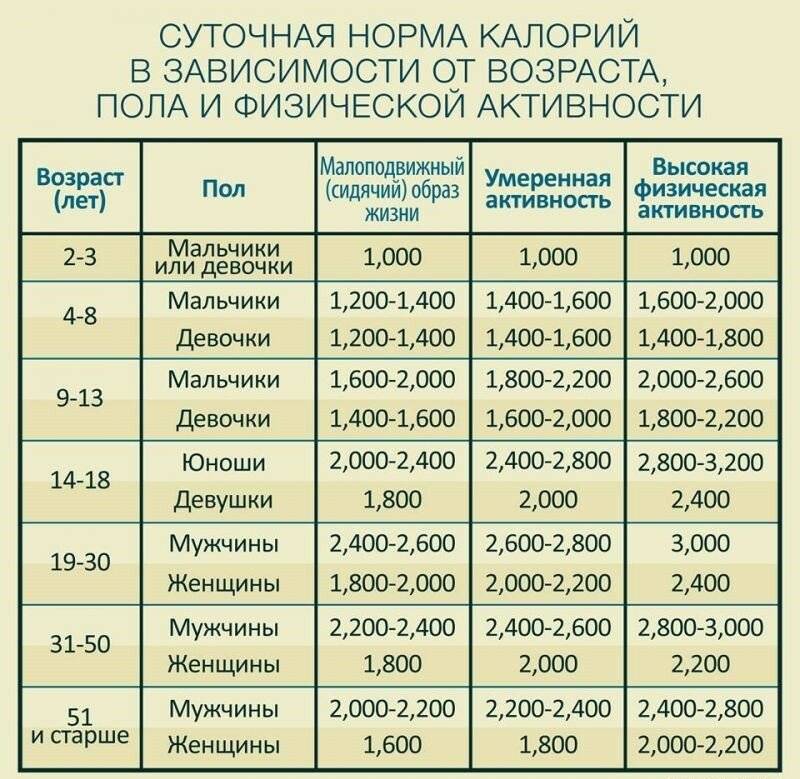 СУТОЧНАЯ НОРМА КАЛОРИЙ
В ЗАВИСИМОСТИ ОТ ВОЗРАСТА,
ПОЛА И ФИЗИЧЕСКОЙ АКТИВНОСТИ
Возраст (лет) Пол Малоподвижный (сидячий) образ жизни Умеренная активность Высокая физическая активность
2-3 Мальчики или девочки 1,000 1,000 1,000
4-8 Мальчики 1,200-1,400 1,400-1,600 1,600-2,000
Девочки 1,200-1,400 1,400-1,600 1,400-1,800
9-13 Мальчики 1,600-2,000 1,800-2,200 2,000-2,600
Девочки 1,400-1,600 1,600-2,000 1,800-2,200
14-18 Юноши 2,000-2,400 2,400-2,800 2,800-3,200
Девушки 1,800 2,000 2,400
19-30 Мужчины 2,400-2,600 2,600-2,800 3,000
Женщины 1,800-2,000 2,000-2,200 2,400
31-50 Мужчины 2,200-2,400 2,400-2,600 2,800-3,000
Женщины 1,800 2,000 2,200
51 и старше Мужчины 2,000-2,200 2,200-2,400 2,400-2,800
Женщины 1,600 1,800 2,000-2,200